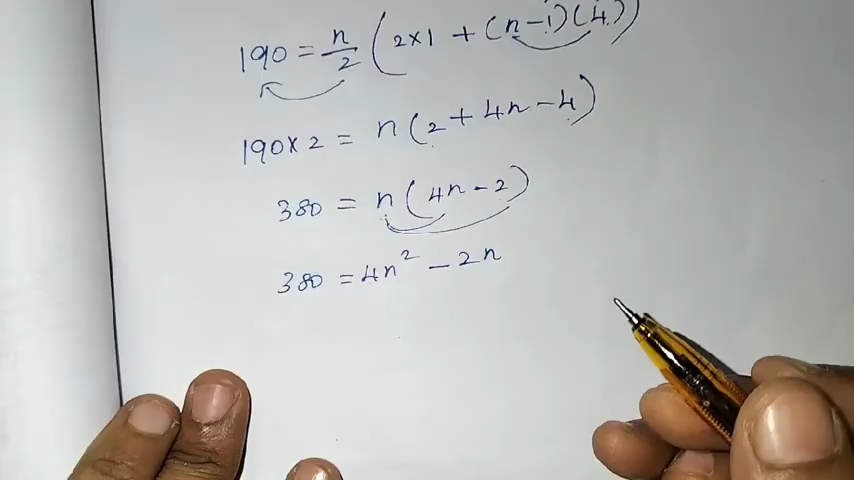 190 = n/2 (2×1 + (n-1)(4))
190×2 = n(2+4n-4)
380 = n(4n-2)
380 = 4n² - 2n